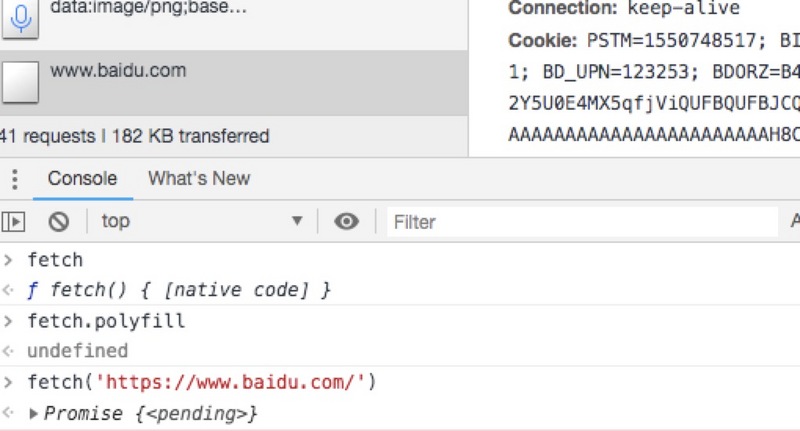 data:image/png;base…
www.baidu.com
41 requests | 182 KB transferred
Connection: keep-alive
Cookie: PSTM=1550748517; BI
1; BD_UPN=123253; BDORZ=B4
2Y5U0E4MX5qfjViQUFBQUFBJCQ
AAAAAAAAAAAAAAAAAAAAAAAH8C
Console What's New
top Filter
> fetch
ƒ fetch() { [native code] }
> fetch.polyfill
undefined
> fetch('https://www.baidu.com/')
Promise {<pending>}